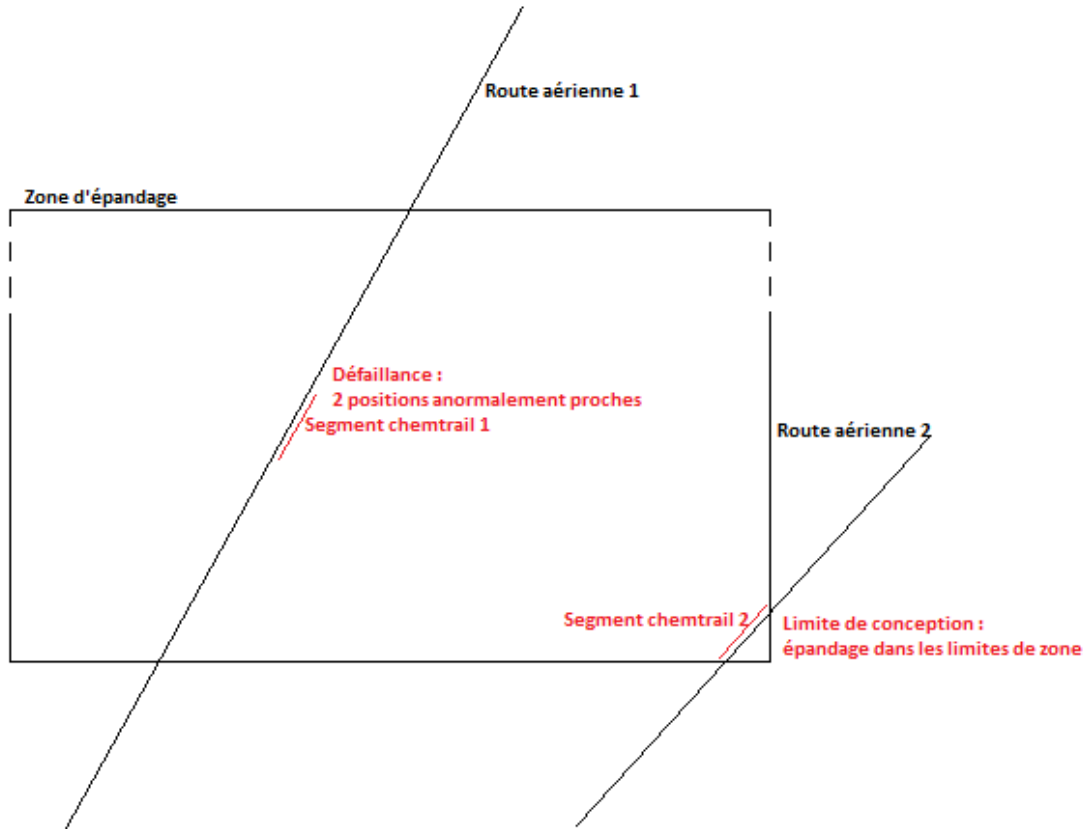 Route aérienne 1
Zone d'épandage
Défaillance :
2 positions anormalement proches
Segment chemtrail 1
Route aérienne 2
Segment chemtrail 2
Limite de conception :
épandage dans les limites de zone